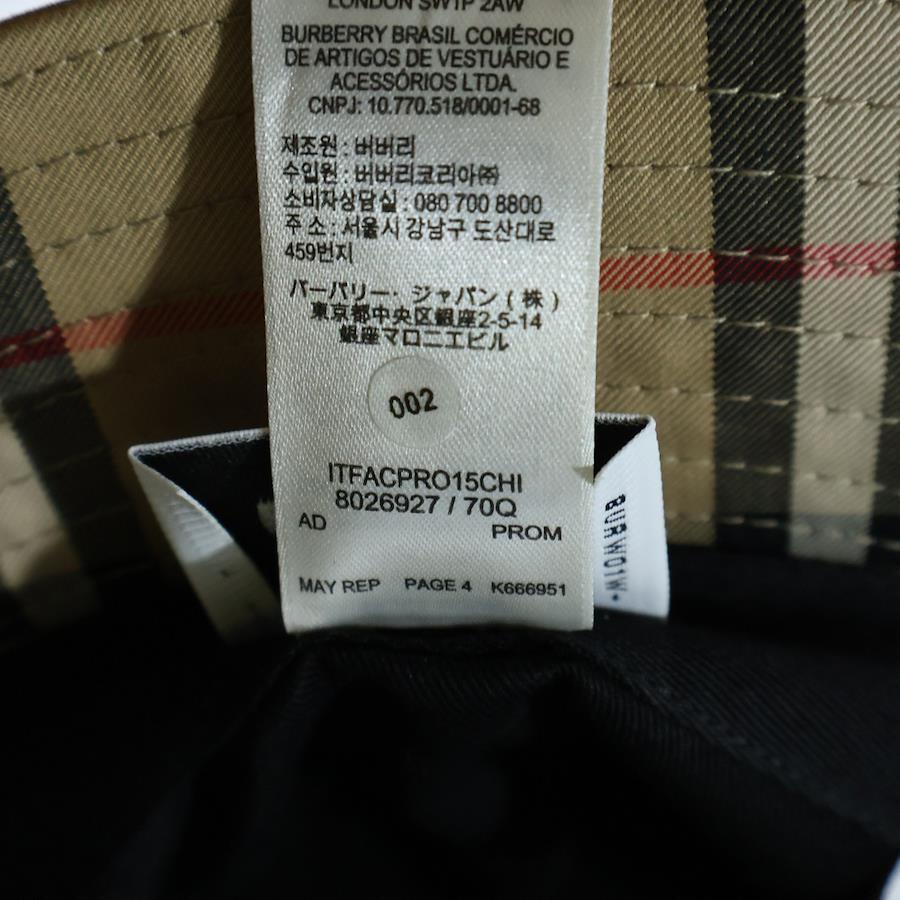 LONDON SW1P 2AW
BURBERRY BRASIL COMÉRCIO
DE ARTIGOS DE VESTUÁRIO E
ACESSÓRIOS LTDA.
CNPJ: 10.770.518/0001-68
제조원 : 버버리
수입원 : 버버리코리아㈜
소비자상담실 : 080 700 8800
주 소 : 서울시 강남구 도산대로
459번지
バーバリー・ジャパン ( 株 )
東京都中央区銀座2-5-14
銀座マロニエビル
002
ITFACPRO15CHI
8026927 / 70Q
AD PROM
MAY REP PAGE 4 K666951
BURW01W*